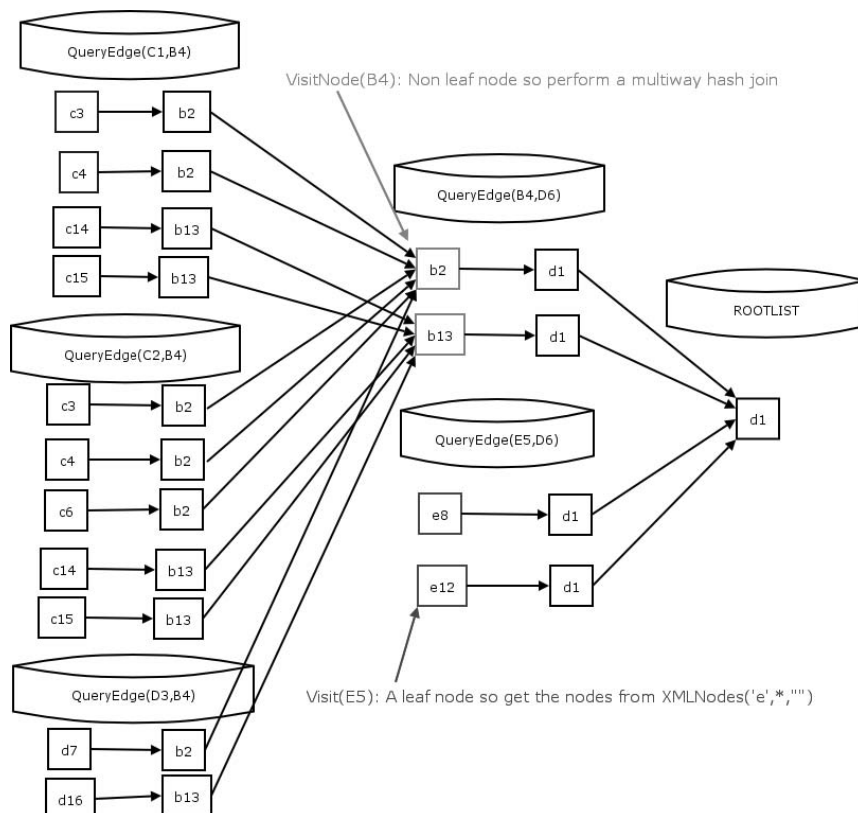 QueryEdge(C1,B4)
VisitNode(B4): Non leaf node so perform a multiway hash join
c3 b2
c4 b2
QueryEdge(B4,D6)
c14 b13
c15 b13
b2 d1
ROOTLIST
b13 d1
QueryEdge(C2,B4)
c3 b2
d1
QueryEdge(E5,D6)
c4 b2
c6 b2
e8 d1
c14 b13
e12 d1
c15 b13
QueryEdge(D3,B4)
Visit(E5): A leaf node so get the nodes from XMLNodes('e',*,"")
d7 b2
d16 b13